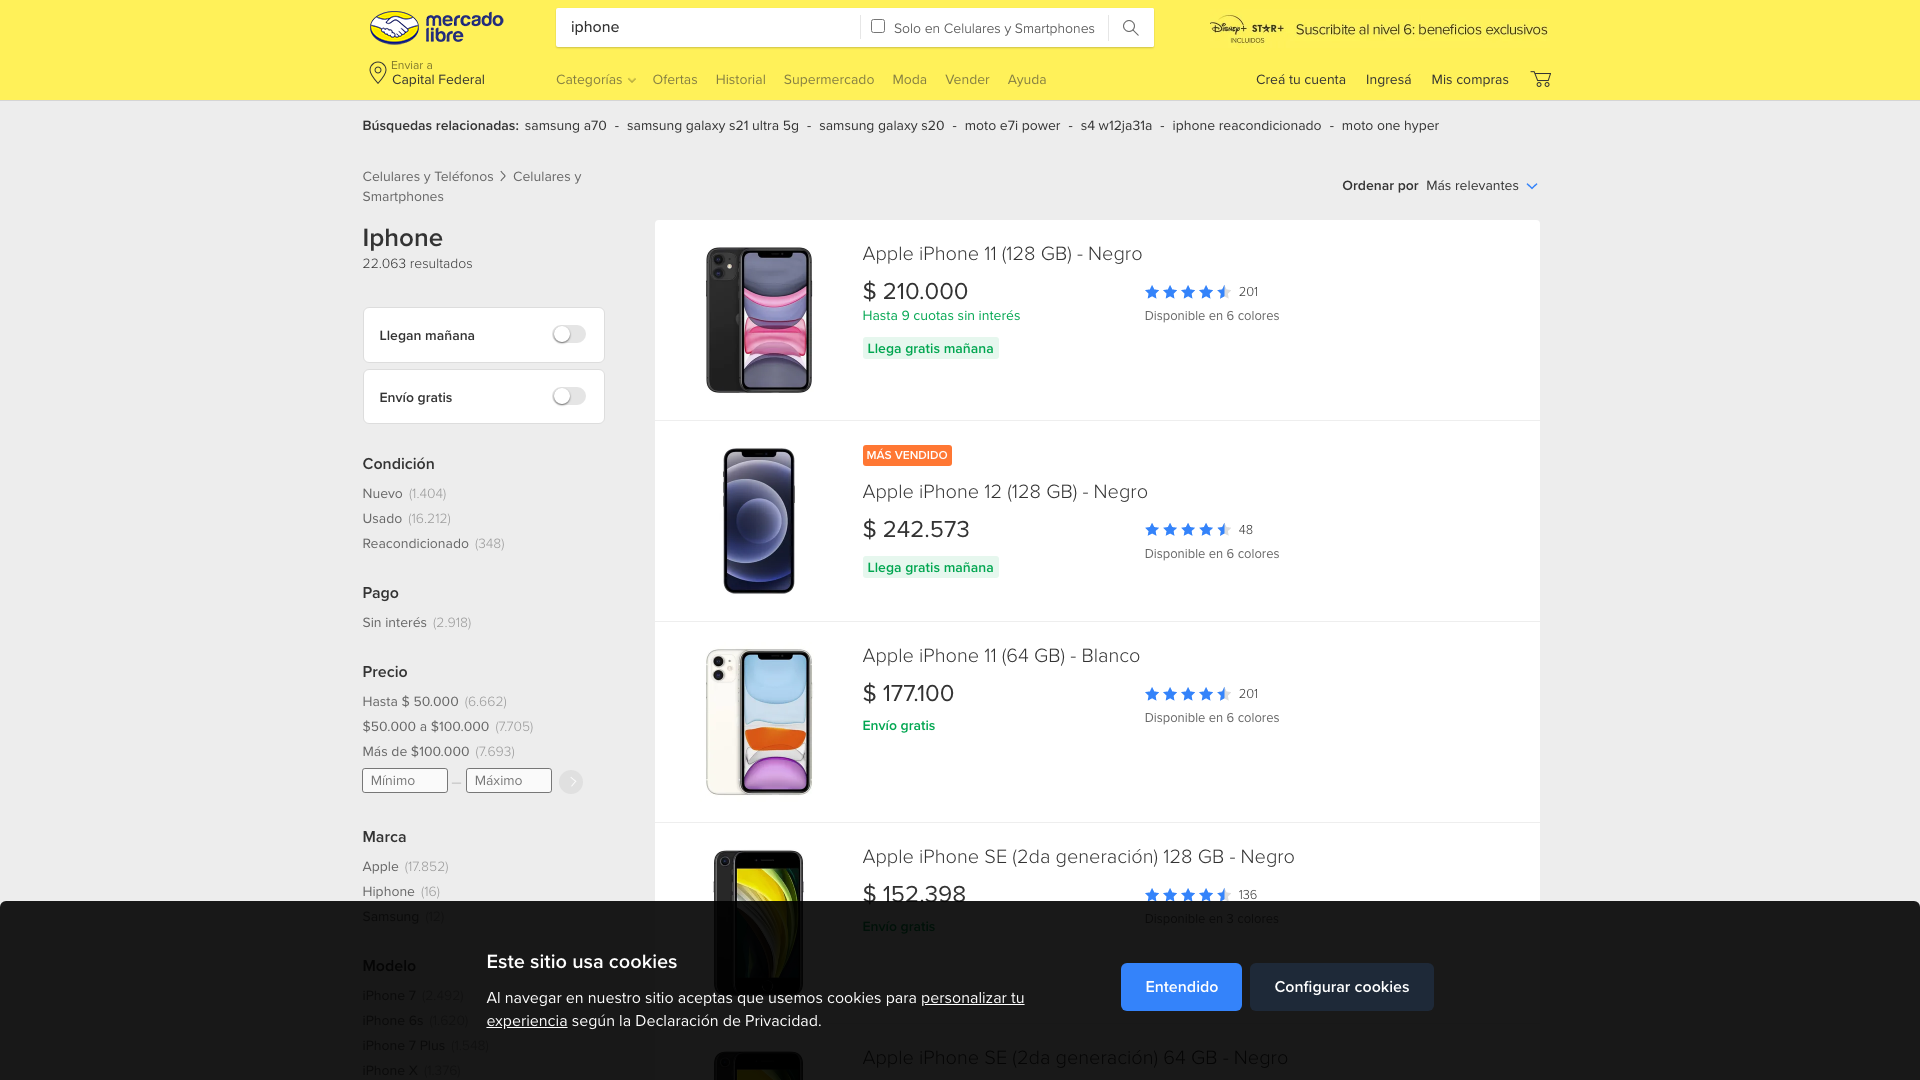 mercado
libre
iphone
Solo en Celulares y Smartphones
Disney+ STAR+
INCLUIDOS
Suscribite al nivel 6: beneficios exclusivos
Enviar a
Capital Federal
Categorías
Ofertas
Historial
Supermercado
Moda
Vender
Ayuda
Creá tu cuenta
Ingresá
Mis compras
Búsquedas relacionadas: samsung a70 - samsung galaxy s21 ultra 5g - samsung galaxy s20 - moto e7i power - s4 w12ja31a - iphone reacondicionado - moto one hyper
Celulares y Teléfonos > Celulares y
Smartphones
Ordenar por Más relevantes
Iphone
22.063 resultados
Llegan mañana
Envío gratis
Condición
Nuevo (1.404)
Usado (16.212)
Reacondicionado (348)
Pago
Sin interés (2.918)
Precio
Hasta $ 50.000 (6.662)
$50.000 a $100.000 (7.705)
Más de $100.000 (7.693)
Mínimo — Máximo
Marca
Apple (17.852)
Hiphone (16)
Samsung (12)
Modelo
iPhone 7 (2.492)
iPhone 6s (1.620)
iPhone 7 Plus
iPhone X (1.376)
Apple iPhone 11 (128 GB) - Negro
$ 210.000
Hasta 9 cuotas sin interés
Llega gratis mañana
201
Disponible en 6 colores
MÁS VENDIDO
Apple iPhone 12 (128 GB) - Negro
$ 242.573
Llega gratis mañana
48
Disponible en 6 colores
Apple iPhone 11 (64 GB) - Blanco
$ 177.100
Envío gratis
201
Disponible en 6 colores
Apple iPhone SE (2da generación) 128 GB - Negro
$ 152.398
Envío gratis
136
Disponible en 3 colores
Apple iPhone SE (2da generación) 64 GB - Negro
Este sitio usa cookies
Al navegar en nuestro sitio aceptas que usemos cookies para personalizar tu
experiencia según la Declaración de Privacidad.
Entendido
Configurar cookies